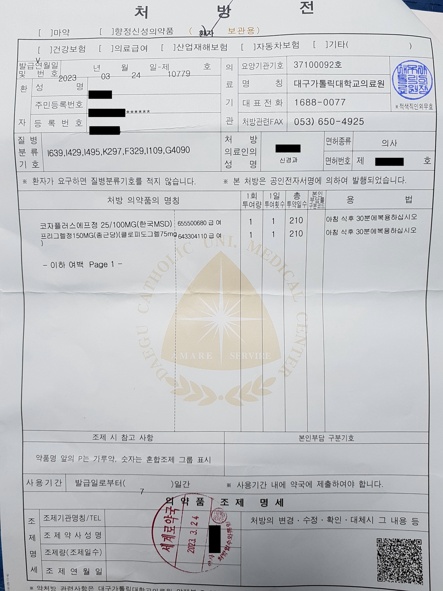 처 방 전
[ ]마약 [ ]향정신성의약품 ( 환자 보관용)
[ ]건강보험 [ ]의료급여 [ ]산업재해보험 [ ]자동차보험 [ ]기타( )
발급연월일 및 번호 2023 년 03 월 24 일-제 10779 호
의료기관
요양기관기호 37100092호
명 칭 대구가톨릭대학교의료원
대 표 전 화 1688-0077
처방관련FAX 053) 650-4925
*적색직인유효
환자
성 명
주민등록번호 ******
등 록 번 호
질병분류기호
I639,I429,I495,K297,F329,I109,G4090
처 방 의료인의 성 명
신경과
면허종류 의사
면허번호 제 호
※ 환자가 요구하면 질병분류기호를 적지 않습니다. ※ 본 처방은 공인전자서명에 의하여 발행되었습니다.
처방 의약품의 명칭
1회 투여량
1일 투여횟수
총 투약일수
용 법
코자플러스에프정 25/100MG(한국MSD) 655500680 급여 1 1 210 아침 식후 30분에복용하십시오
프리그렐정150MG(종근당)(클로피도그렐75mg) 643304110 급여 1 1 210 아침 식후 30분에복용하십시오
- 이하 여백 Page 1 -
DAEGU CATHOLIC UNI. MEDICAL CENTER
SERVICE
조제 시 참고 사항
본인부담 구분기호
약품명 앞의 P는 가루약, 숫자는 혼합조제 그룹 표시
사용기간 발급일로부터( 7 )일간 ※ 사용기간 내에 약국에 제출하여야 합니다.
의 약 품 조 제 명 세
조제명세
조제기관명칭/TEL
조 제 약 사 성 명
조제량(조제일수)
조 제 연 월 일
세계로약국
2023. 3. 24
처방의 변경·수정·확인·대체시 그 내용 등